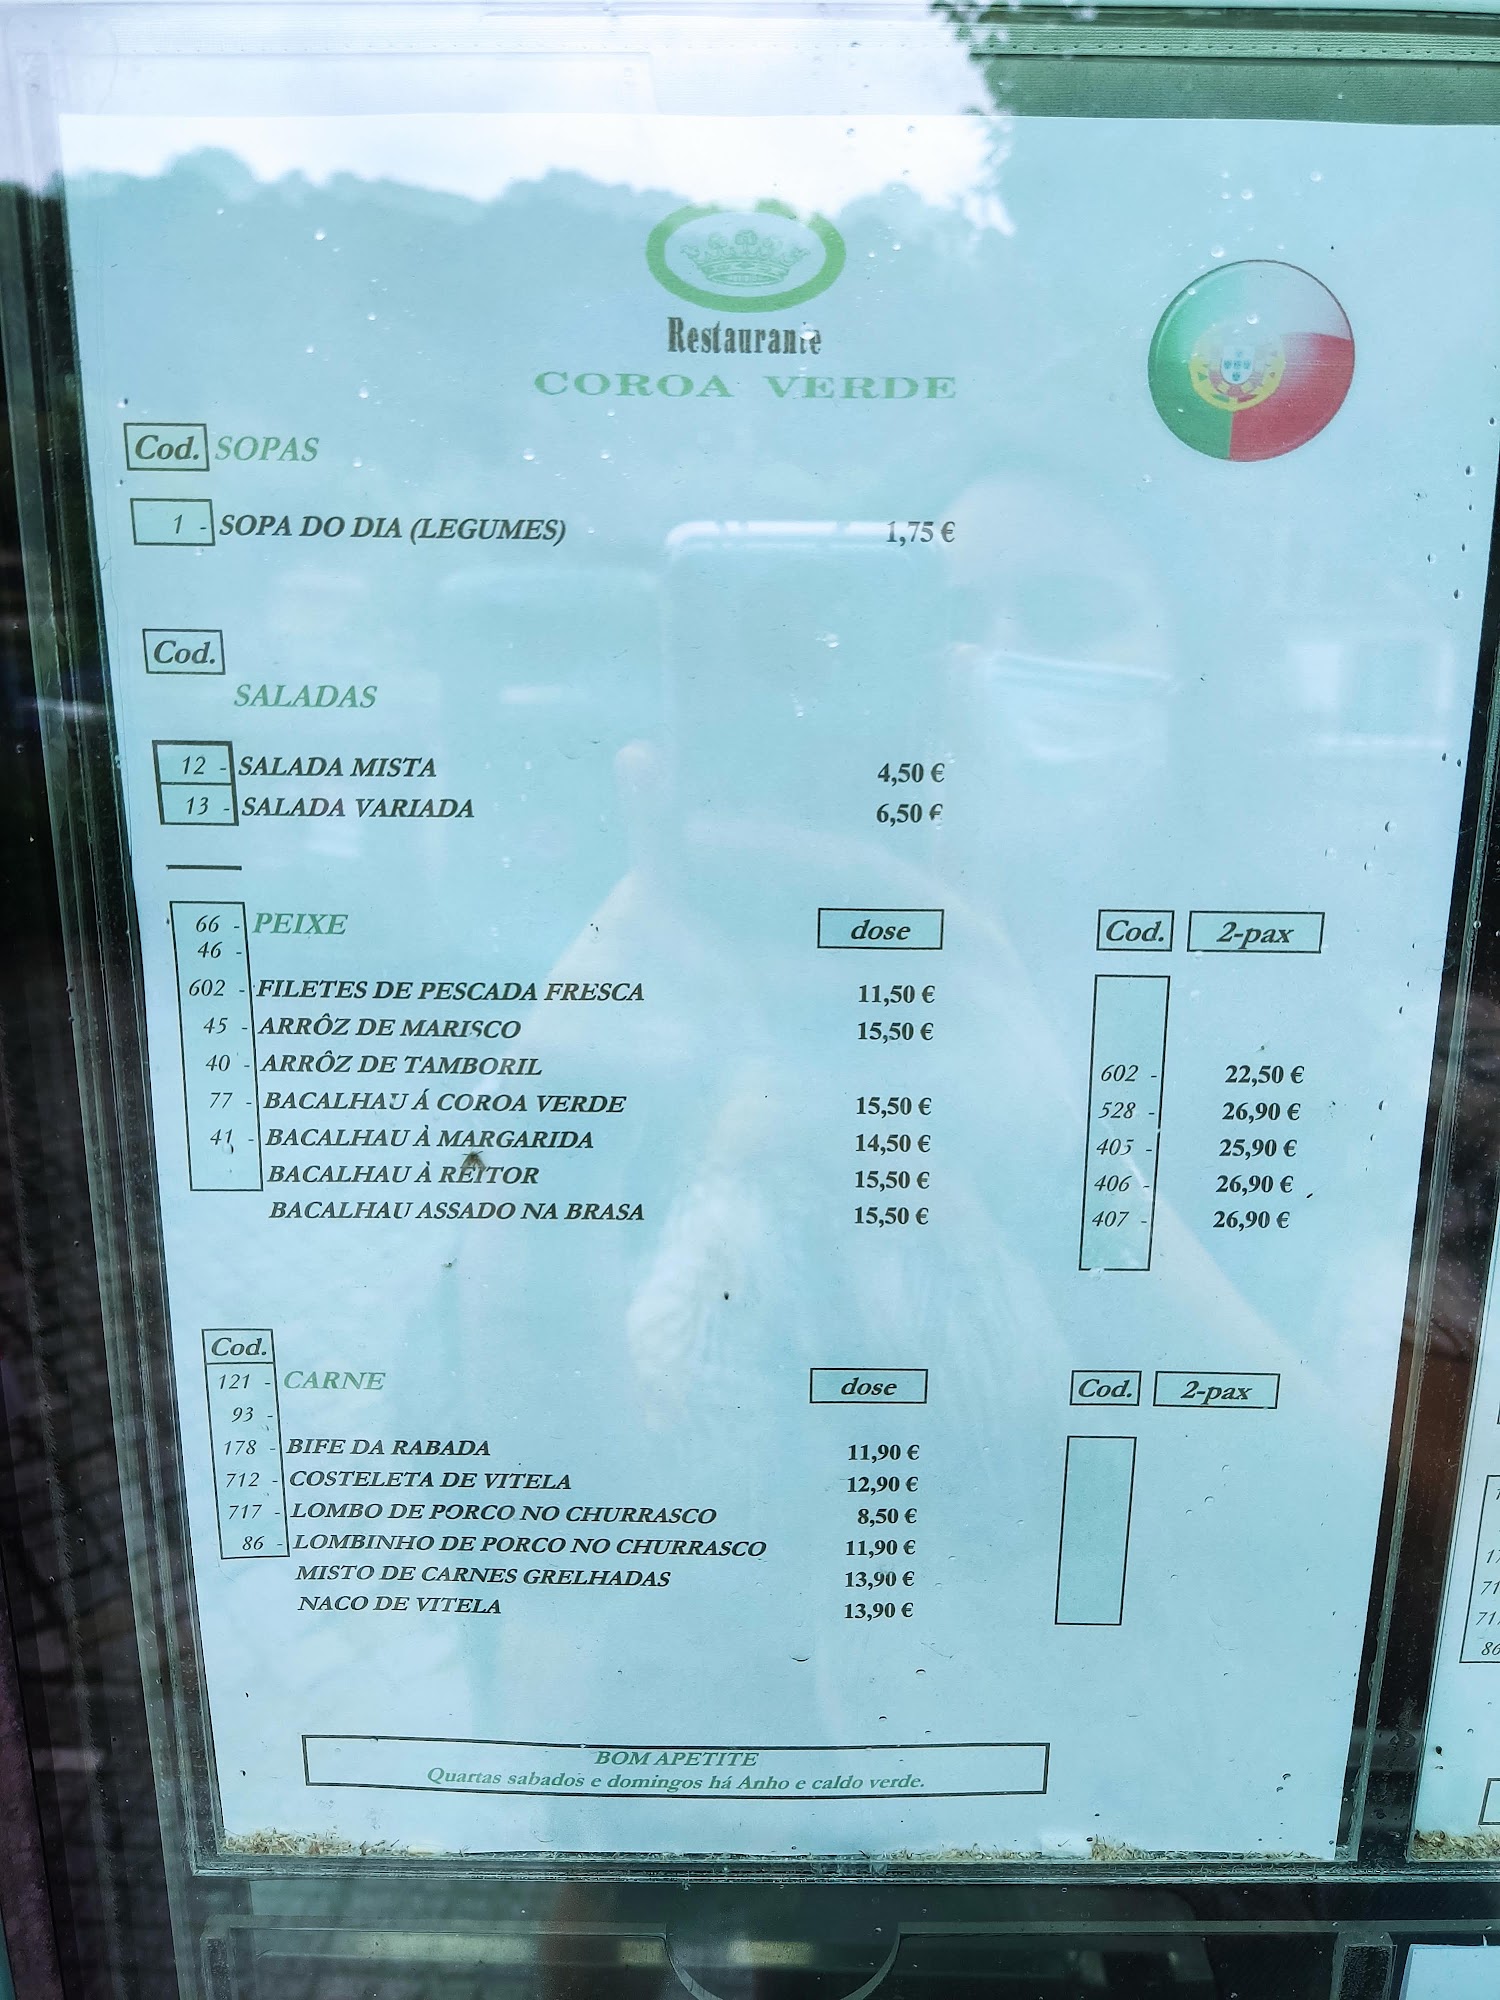 Restaurante
COROA VERDE
Cod. SOPAS
1 - SOPA DO DIA (LEGUMES) 1,75 €
Cod.
SALADAS
12 - SALADA MISTA 4,50 €
13 - SALADA VARIADA 6,50 €
66 - PEIXE dose Cod. 2-pax
46 -
602 - FILETES DE PESCADA FRESCA 11,50 €
45 - ARRÔZ DE MARISCO 15,50 €
40 - ARRÔZ DE TAMBORIL 602 - 22,50 €
77 - BACALHAU Á COROA VERDE 15,50 € 528 - 26,90 €
41 - BACALHAU À MARGARIDA 14,50 € 405 - 25,90 €
BACALHAU À REITOR 15,50 € 406 - 26,90 €
BACALHAU ASSADO NA BRASA 15,50 € 407 - 26,90 €
Cod.
121 - CARNE dose Cod. 2-pax
93 -
178 - BIFE DA RABADA 11,90 €
712 - COSTELETA DE VITELA 12,90 €
717 - LOMBO DE PORCO NO CHURRASCO 8,50 €
86 - LOMBINHO DE PORCO NO CHURRASCO 11,90 €
MISTO DE CARNES GRELHADAS 13,90 €
NACO DE VITELA 13,90 €
BOM APETITE
Quartas sabados e domingos há Anho e caldo verde.